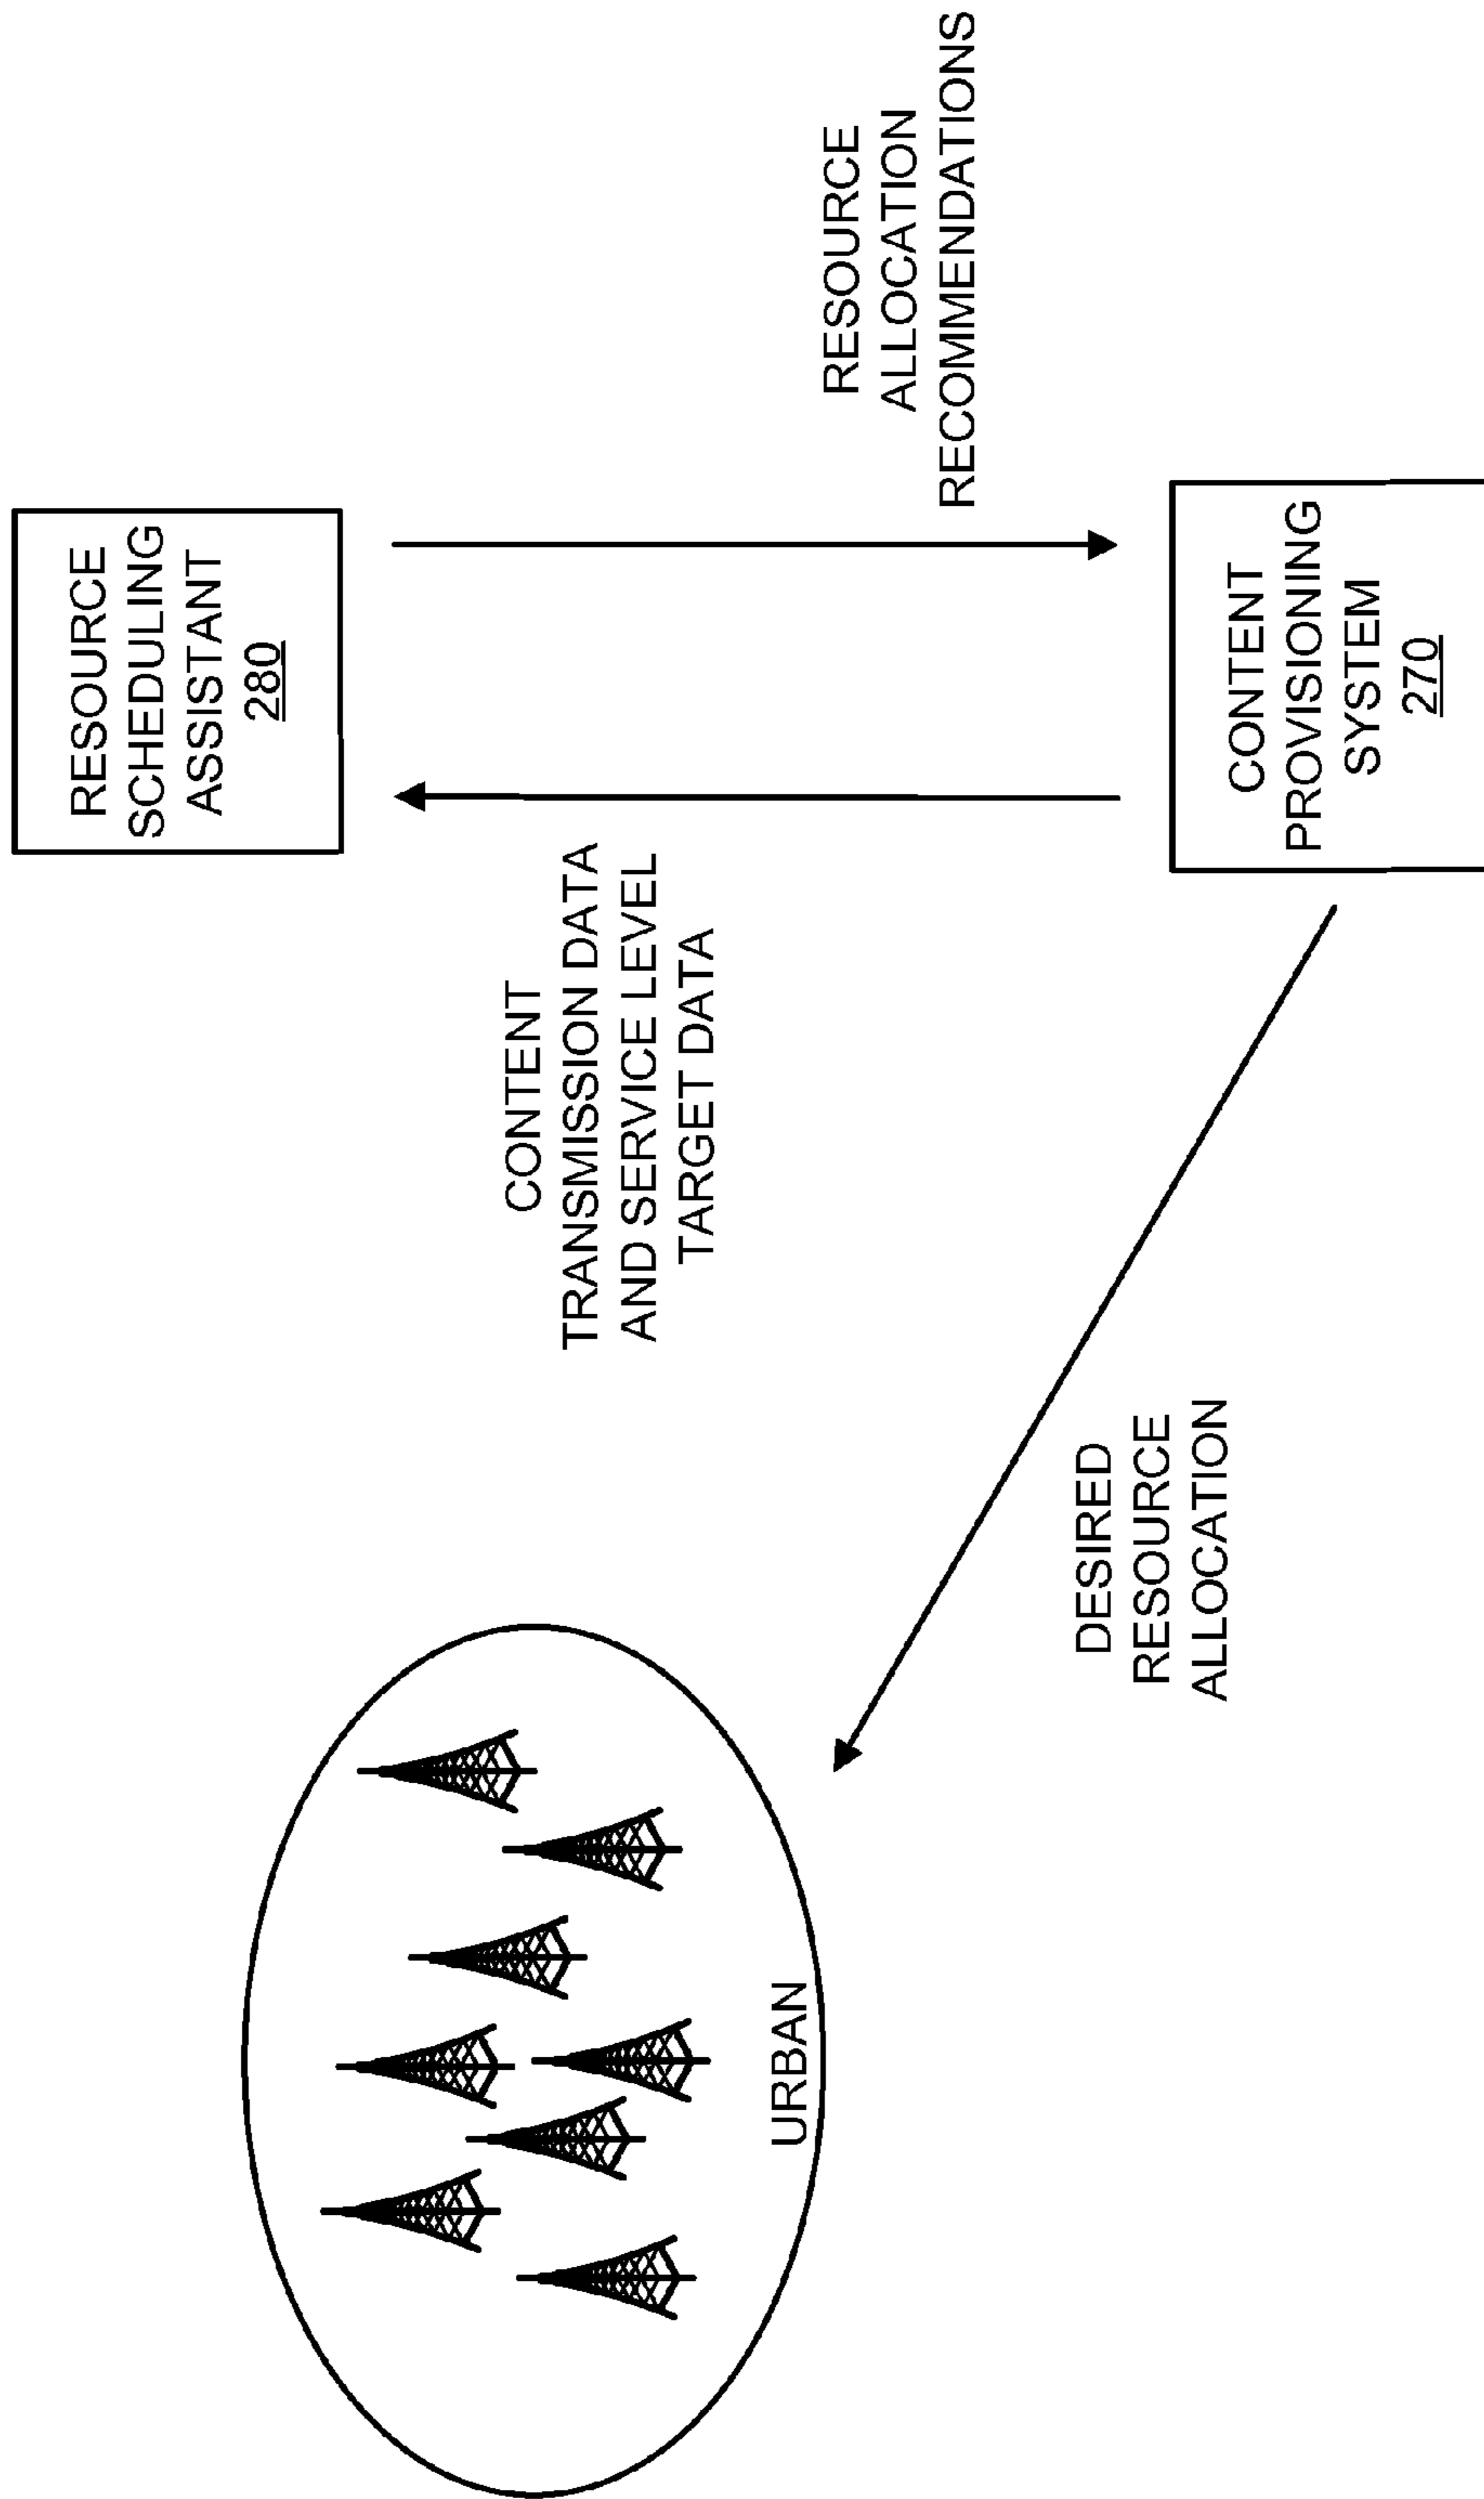 RESOURCE
SCHEDULING
ASSISTANT
280
RESOURCE
ALLOCATION
RECOMMENDATIONS
CONTENT
TRANSMISSION DATA
AND SERVICE LEVEL
TARGET DATA
CONTENT
PROVISIONING
SYSTEM
270
DESIRED
RESOURCE
ALLOCATION
URBAN